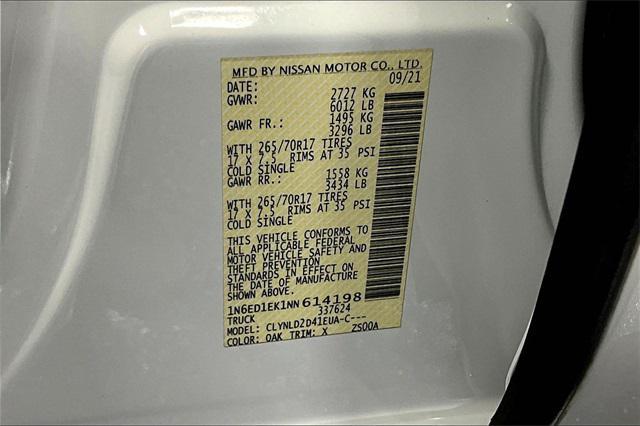 MFD BY NISSAN MOTOR CO., LTD.
DATE: 09/21
GVWR: 2727 KG
6012 LB
GAWR FR.: 1495 KG
3296 LB
WITH 265/70R17 TIRES
17 X 7.5 RIMS AT 35 PSI
COLD SINGLE
GAWR RR.: 1558 KG
3434 LB
WITH 265/70R17 TIRES
17 X 7.5 RIMS AT 35 PSI
COLD SINGLE
THIS VEHICLE CONFORMS TO
ALL APPLICABLE FEDERAL
MOTOR VEHICLE SAFETY AND
THEFT PREVENTION
STANDARDS IN EFFECT ON
THE DATE OF MANUFACTURE
SHOWN ABOVE.
1N6ED1EK1NN614198
TRUCK 337624
MODEL: CLYNLD2D41EUA-C---
COLOR: QAK TRIM: X ZS00A